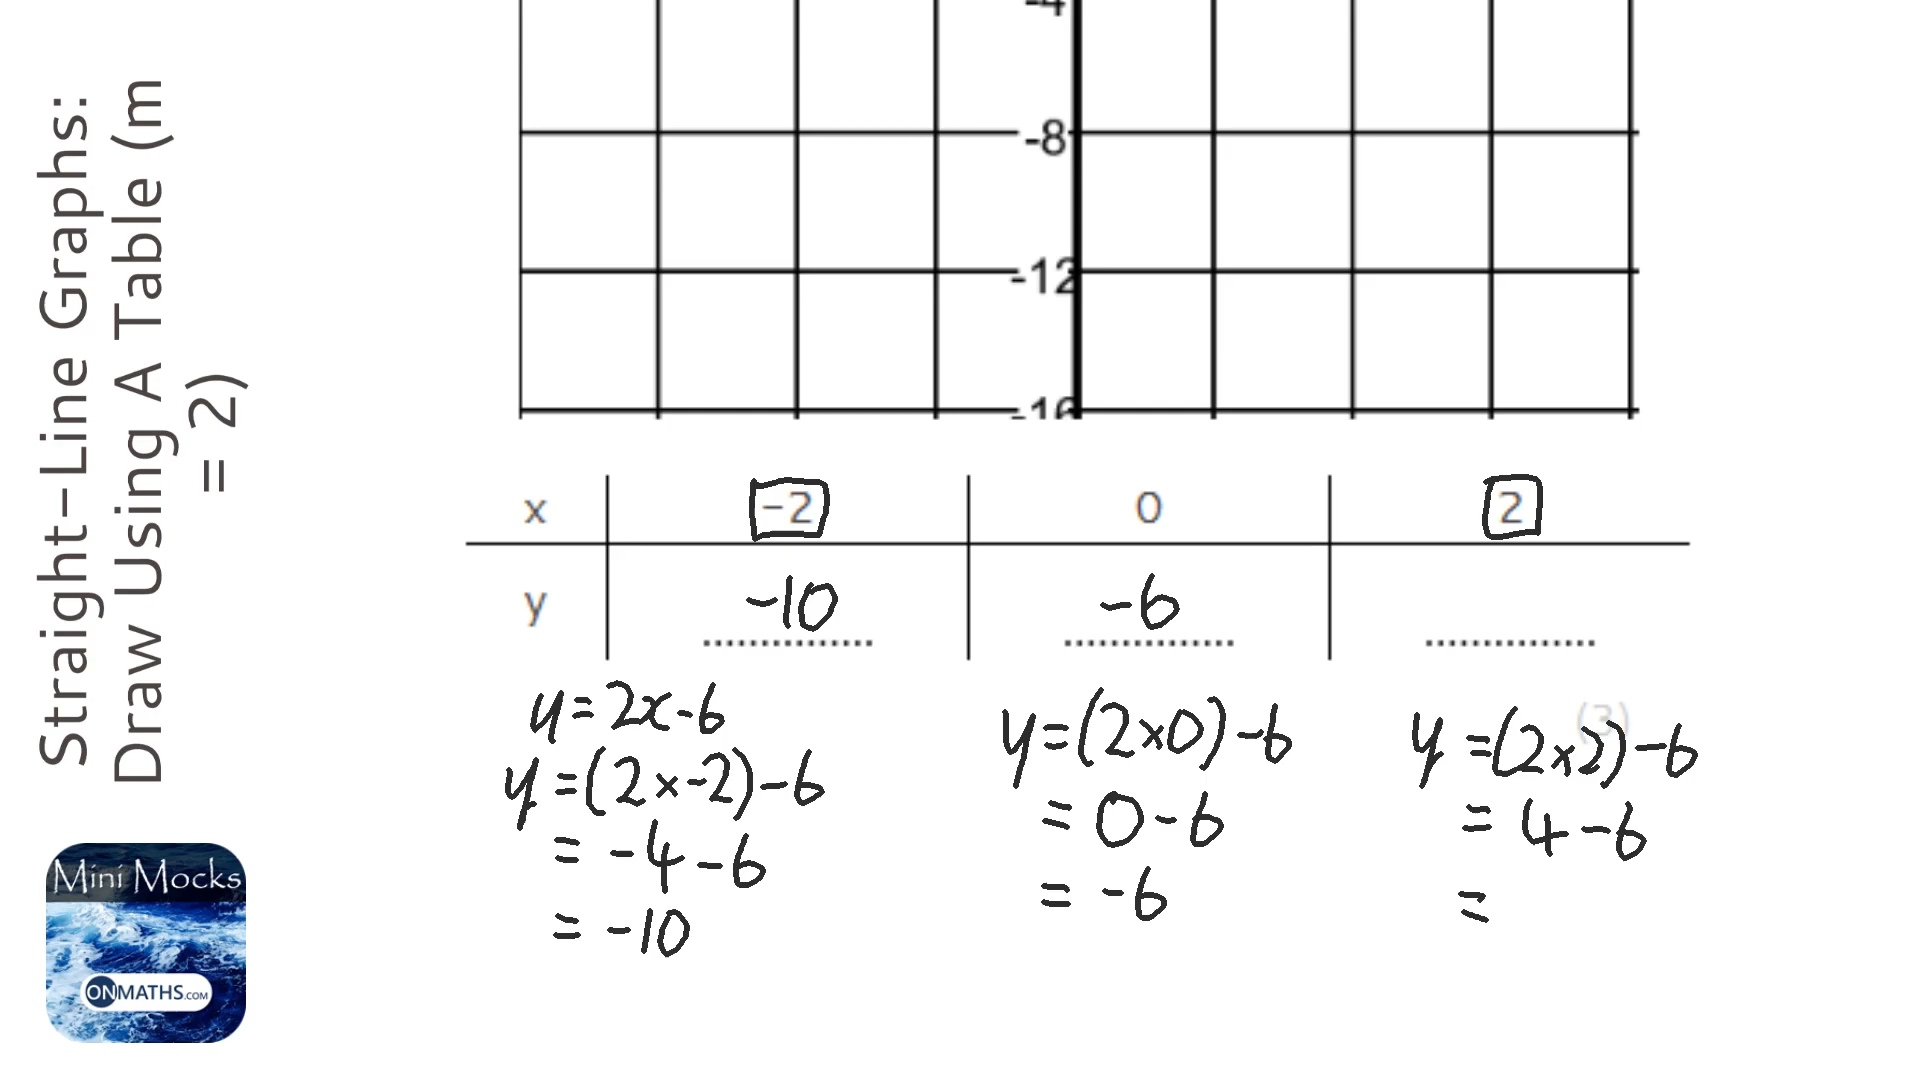 Straight-Line Graphs:
Draw Using A Table (m
= 2)
-4
-8
-12
-16
x -2 0 2
y -10 -6
(3)
y=2x-6
y=(2×-2)-6
= -4-6
= -10
y=(2×0)-6
= 0-6
= -6
y=(2×2)-6
= 4-6
=
Mini Mocks
ONMATHS.COM